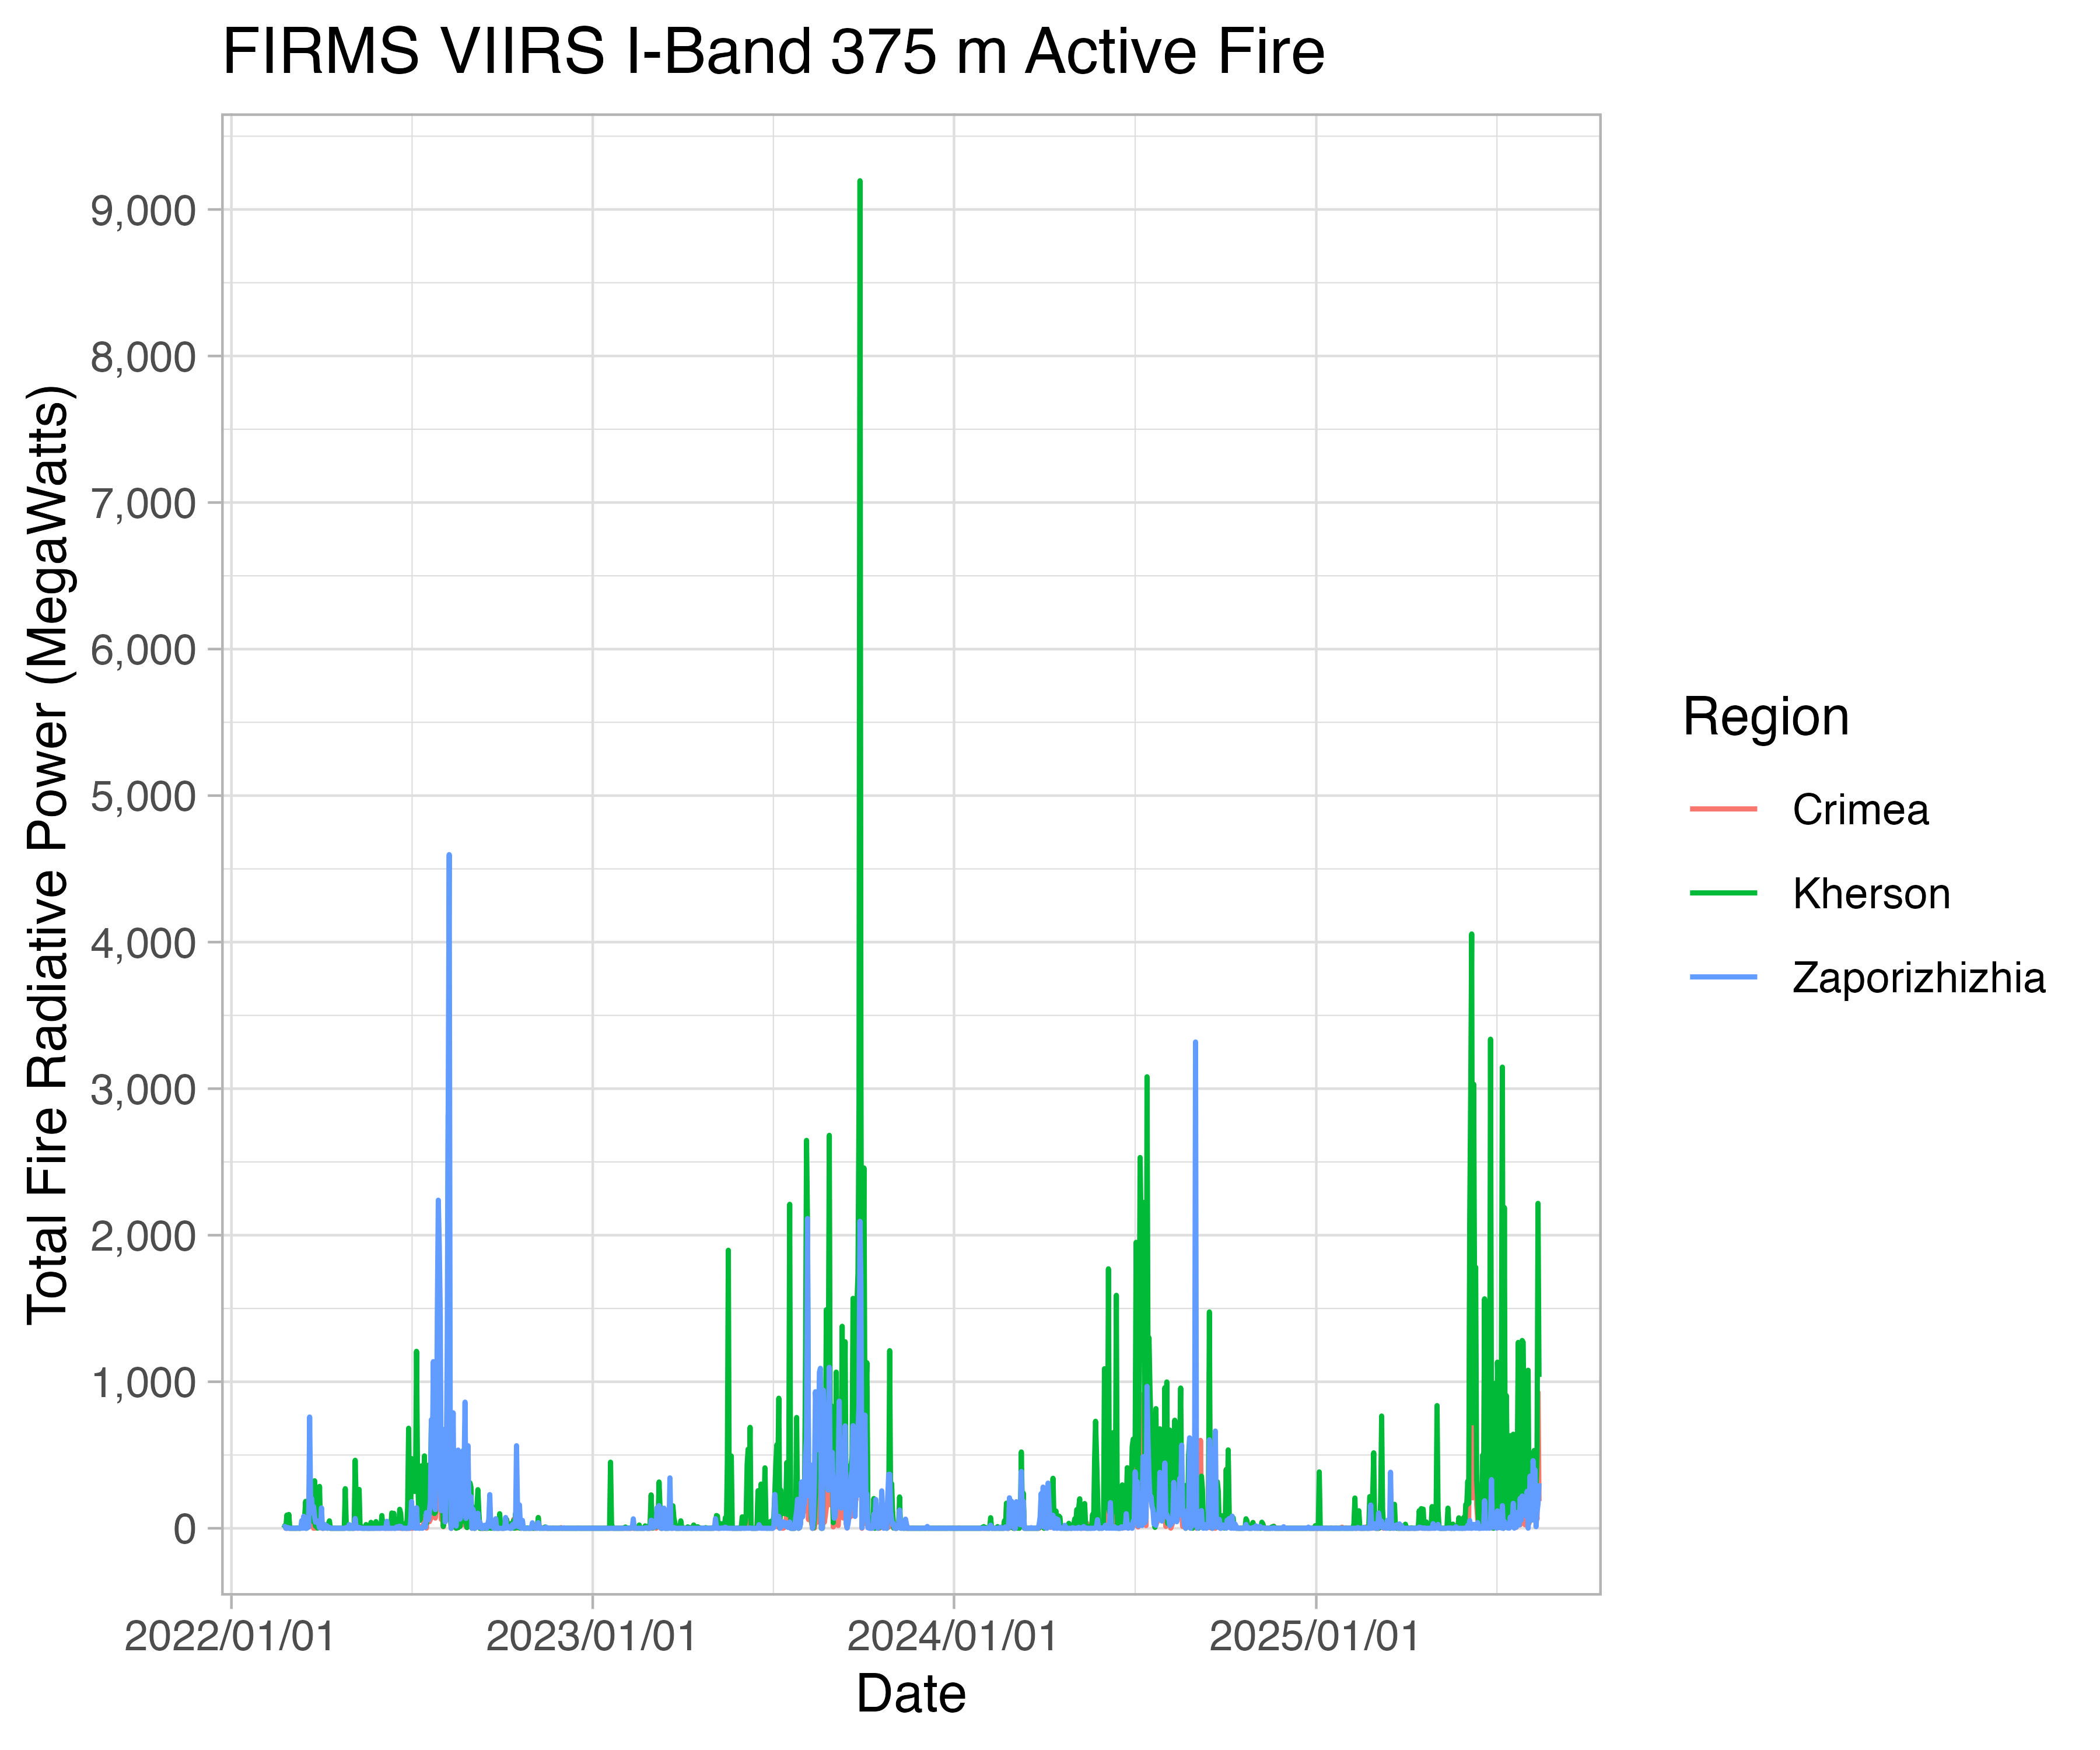 FIRMS VIIRS I-Band 375 m Active Fire
Total Fire Radiative Power (MegaWatts)
9,000
8,000
7,000
6,000
5,000
4,000
3,000
2,000
1,000
0
2022/01/01
2023/01/01
2024/01/01
2025/01/01
Date
Region
Crimea
Kherson
Zaporizhizhia